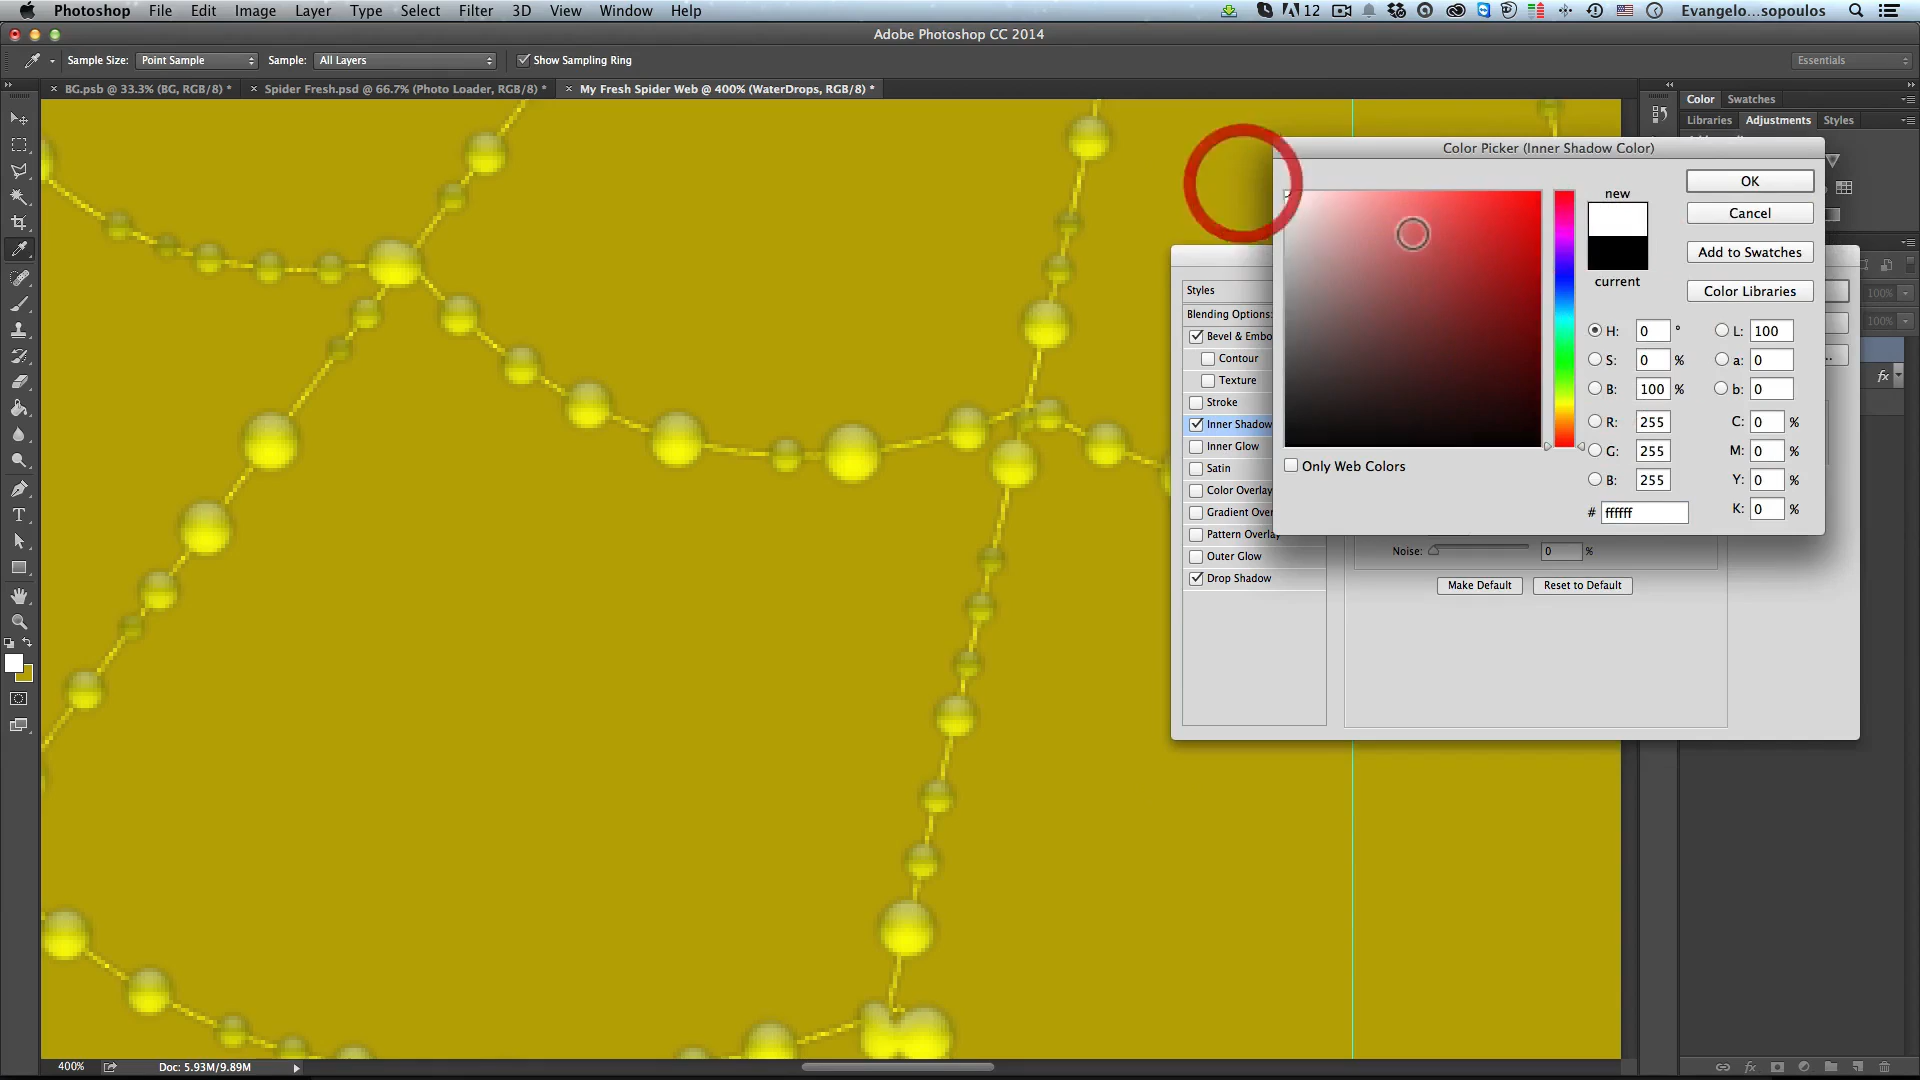 Photoshop File Edit Image Layer Type Select Filter 3D View Window Help 12 Evangelo...sopoulos
Adobe Photoshop CC 2014
Sample Size: Point Sample Sample: All Layers Show Sampling Ring Essentials
BG.psb @ 33.3% (BG, RGB/8) * Spider Fresh.psd @ 66.7% (Photo Loader, RGB/8) * My Fresh Spider Web @ 400% (WaterDrops, RGB/8) *
Color Swatches
Libraries Adjustments Styles
Color Picker (Inner Shadow Color)
OK
new
Cancel
Add to Swatches
current
Color Libraries
H: 0 ° L: 100
S: 0 % a: 0
B: 100 % b: 0
R: 255 C: 0 %
G: 255 M: 0 %
B: 255 Y: 0 %
# ffffff K: 0 %
Only Web Colors
Styles
Blending Options:
Bevel & Embo
Contour
Texture
Stroke
Inner Shadow
Inner Glow
Satin
Color Overlay
Gradient Over
Pattern Overlay
Outer Glow
Drop Shadow
Noise: 0 %
Make Default Reset to Default
100%
100%
fx
T
400% Doc: 5.93M/9.89M
fx